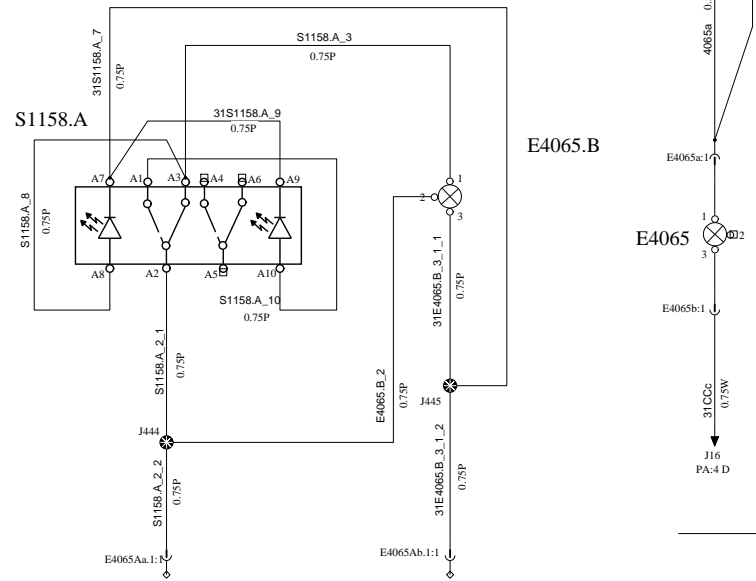 S1158.A_3
0.75P
31S1158.A_7
0.75P
4065a
S1158.A
31S1158.A_9
0.75P
E4065.B
E4065a:1
A7
A1
A3
A4
A6
A9
1
2
3
S1158.A_8
0.75P
A8
A2
A5
A10
S1158.A_10
0.75P
E4065
1
2
3
31E4065.B_3_1_1
0.75P
E4065b:1
S1158.A_2_1
0.75P
E4065.B_2
0.75P
J445
J444
31CCc
0.75W
S1158.A_2_2
0.75P
31E4065.B_3_1_2
0.75P
J16
PA:4 D
E4065Aa.1:1
E4065Ab.1:1